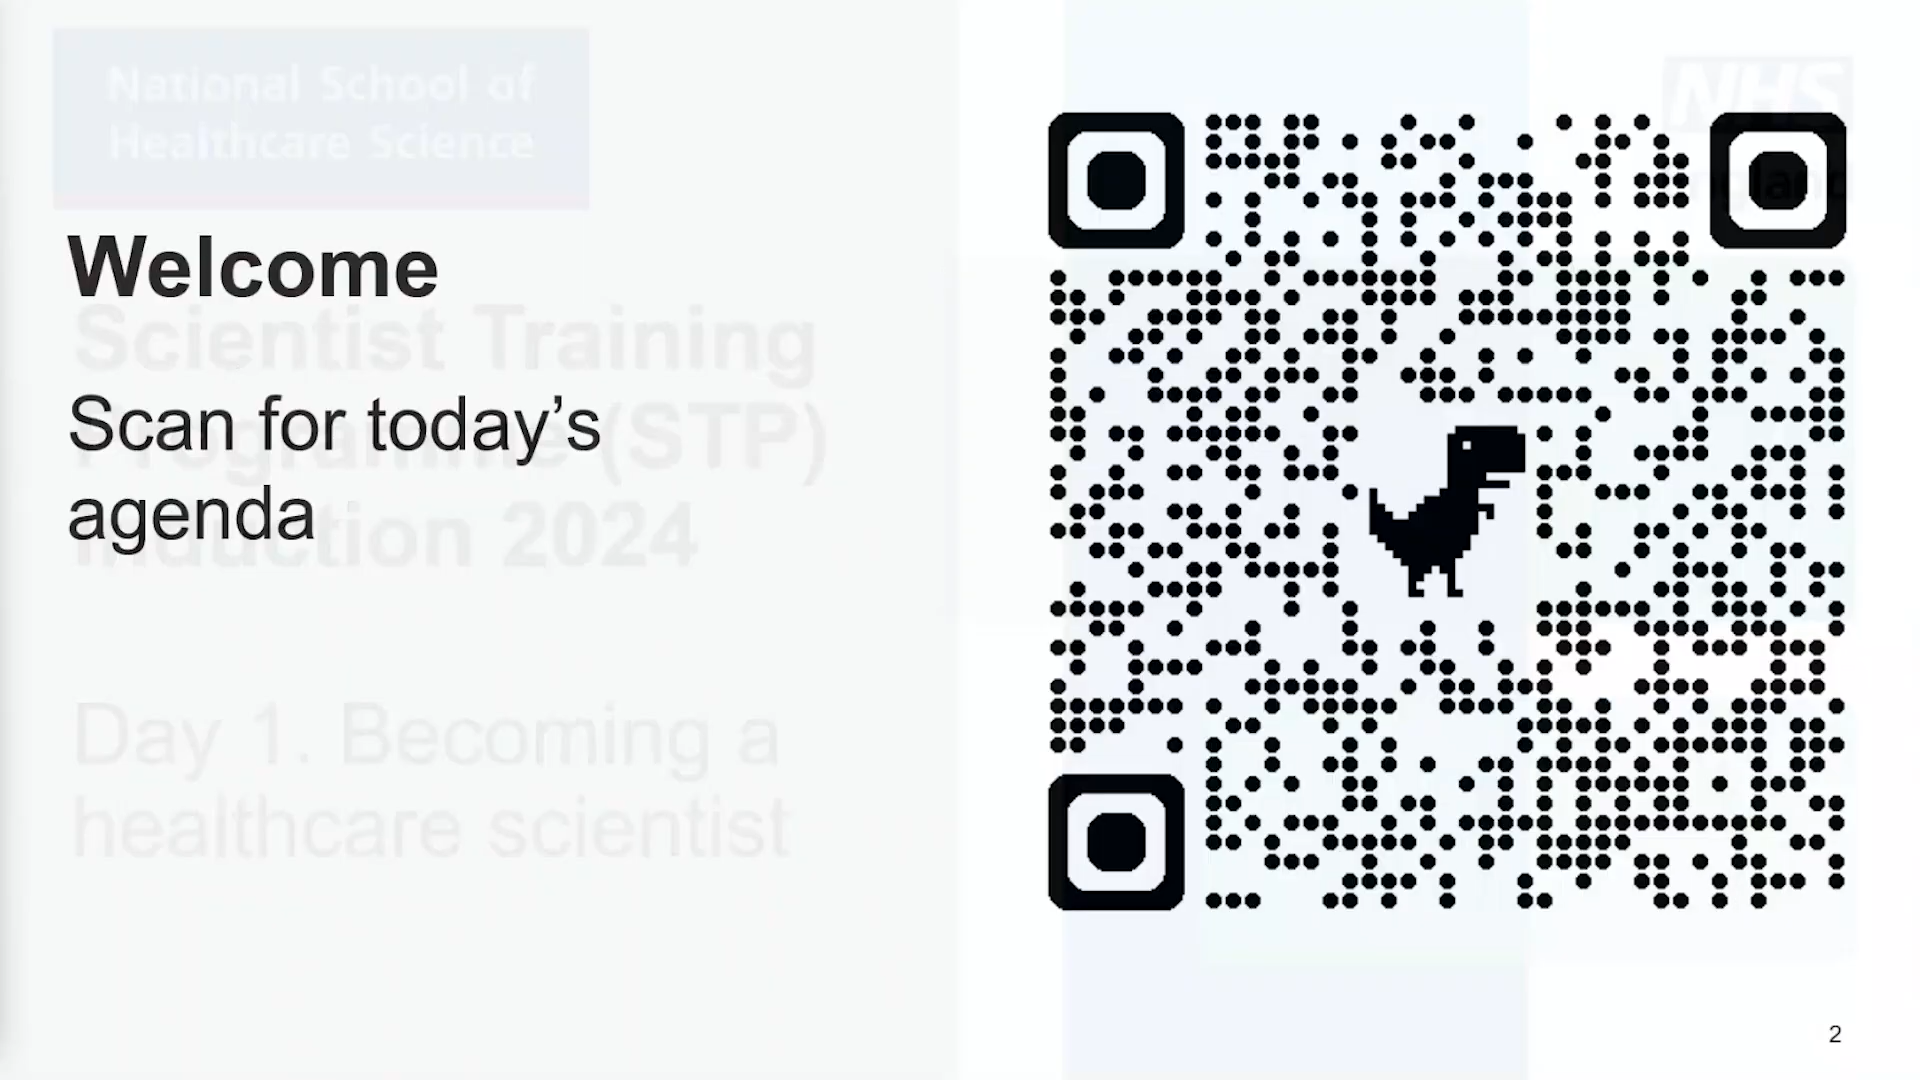 National School of
Healthcare Science
NHS
England
Welcome
Scientist Training
Scan for today’s
Programme (STP)
agenda
Induction 2024
Day 1. Becoming a
healthcare scientist
2